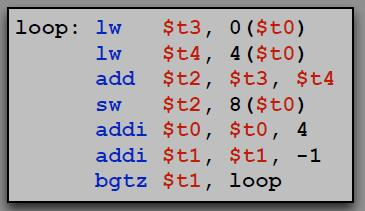 loop: lw $t3, 0($t0)
lw $t4, 4($t0)
add $t2, $t3, $t4
sw $t2, 8($t0)
addi $t0, $t0, 4
addi $t1, $t1, -1
bgtz $t1, loop